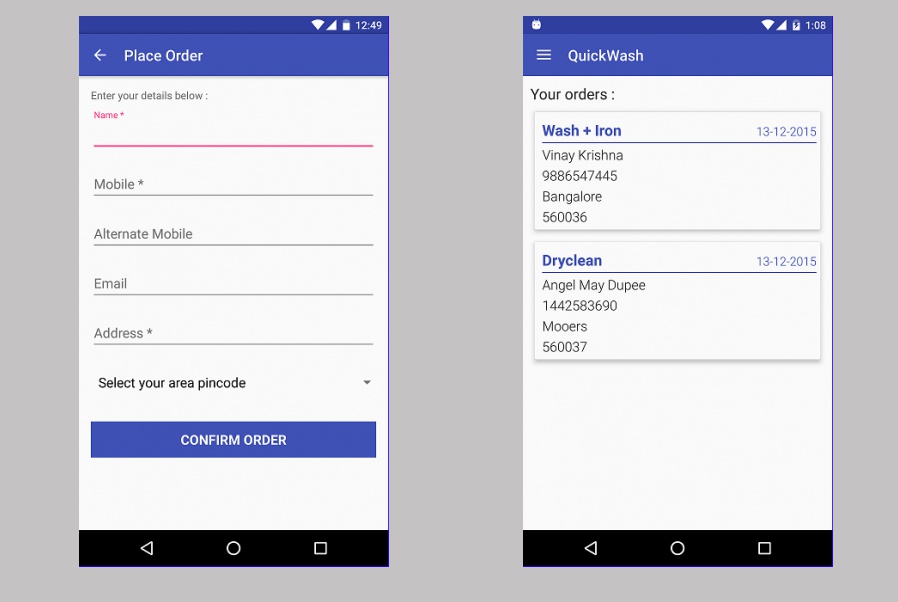 12:49
Place Order
Enter your details below :
Name *
Mobile *
Alternate Mobile
Email
Address *
Select your area pincode
CONFIRM ORDER
1:08
QuickWash
Your orders :
Wash + Iron 13-12-2015
Vinay Krishna
9886547445
Bangalore
560036
Dryclean 13-12-2015
Angel May Dupee
1442583690
Mooers
560037